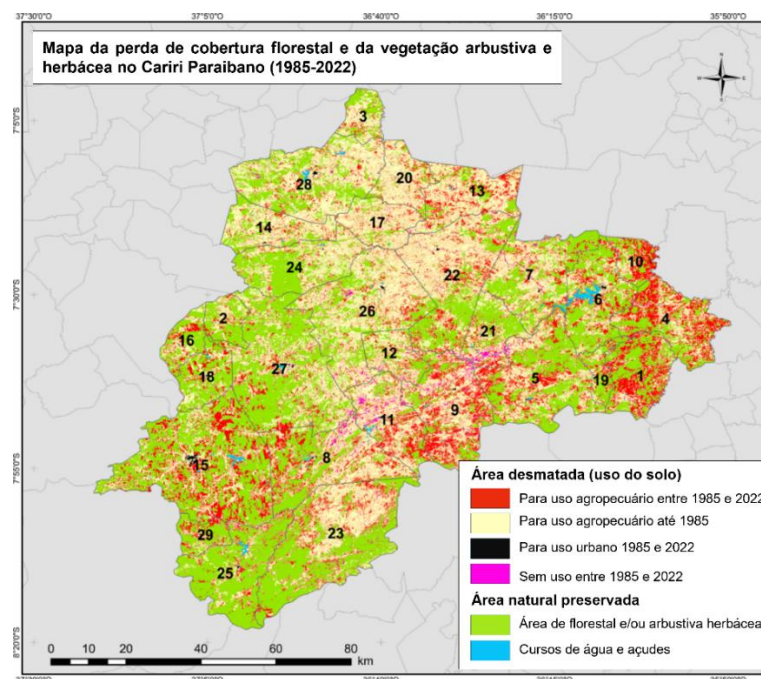 37°30'0"O 37°5'0"O 36°40'0"O 36°15'0"O 35°50'0"O
Mapa da perda de cobertura florestal e da vegetação arbustiva e
herbácea no Cariri Paraibano (1985-2022)
N
W E
S
7°5'0"S
3
20
28
13
14
17
24
22
7
10
7°30'0"S
6
2
26
4
16
21
12
27
18
5
19
1
9
11
8
15
7°55'0"S
Área desmatada (uso do solo)
Para uso agropecuário entre 1985 e 2022
Para uso agropecuário até 1985
Para uso urbano 1985 e 2022
Sem uso entre 1985 e 2022
23
29
25
Área natural preservada
Área de florestal e/ou arbustiva herbácea
Cursos de água e açudes
8°20'0"S
0 5 10 20 40 60 80
km